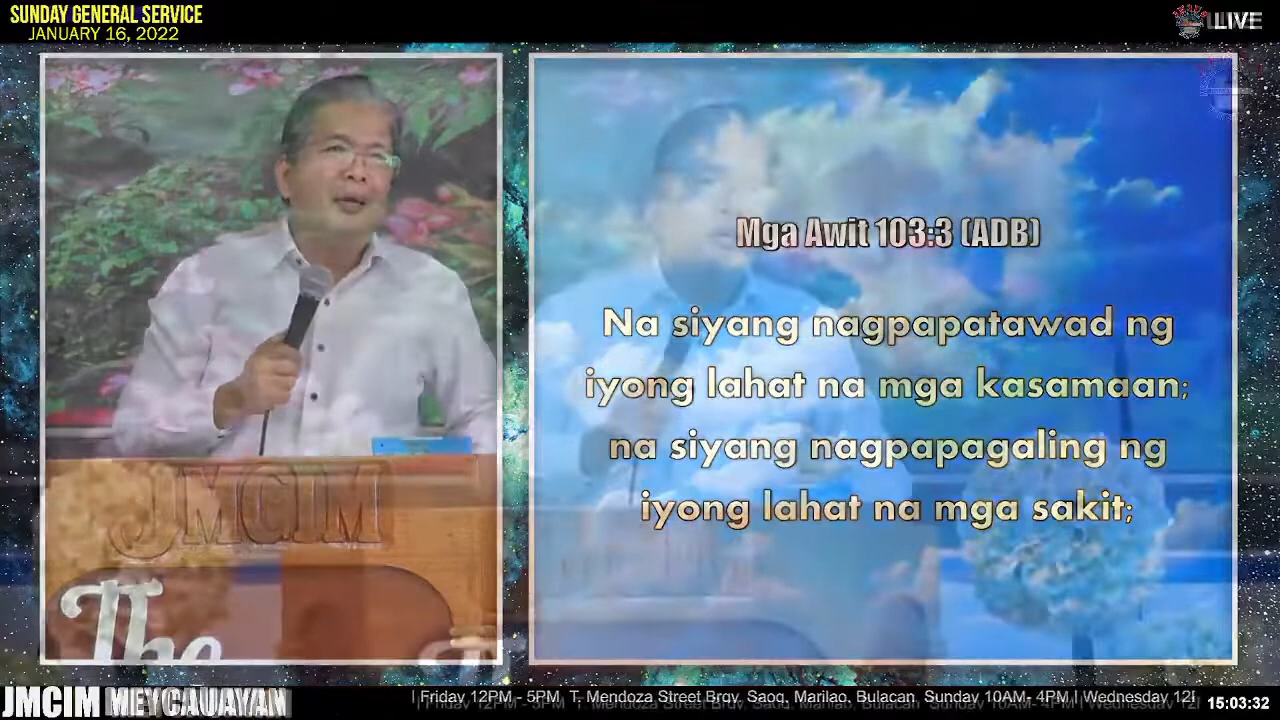 SUNDAY GENERAL SERVICE
JANUARY 16, 2022
LIVE
Mga Awit 103:3 (ADB)
Na siyang nagpapatawad ng
iyong lahat na mga kasamaan;
na siyang nagpapagaling ng
iyong lahat na mga sakit;
JMCIM
The
JMCIM MEYCAUAYAN
| Friday 12PM - 5PM T. Mendoza Street Brgy. Saog, Marilao, Bulacan Sunday 10AM- 4PM | Wednesday
15:03:32